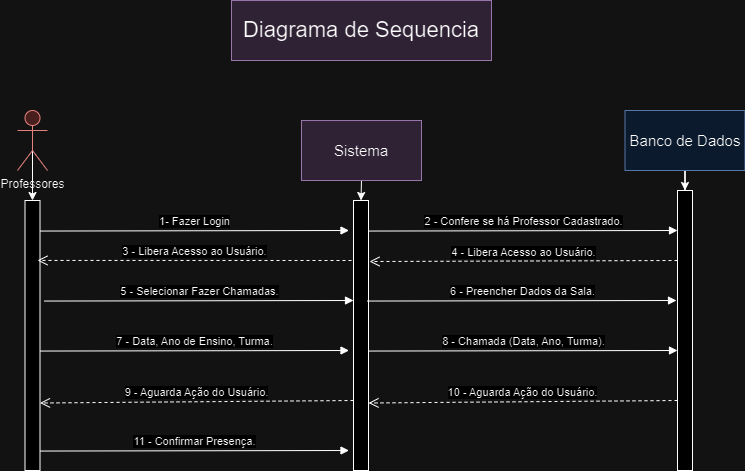 Diagrama de Sequencia
Professores
Sistema
Banco de Dados
1- Fazer Login
2 - Confere se há Professor Cadastrado.
3 - Libera Acesso ao Usuário.
4 - Libera Acesso ao Usuário.
5 - Selecionar Fazer Chamadas.
6 - Preencher Dados da Sala.
7 - Data, Ano de Ensino, Turma.
8 - Chamada (Data, Ano, Turma).
9 - Aguarda Ação do Usuário.
10 - Aguarda Ação do Usuário.
11 - Confirmar Presença.